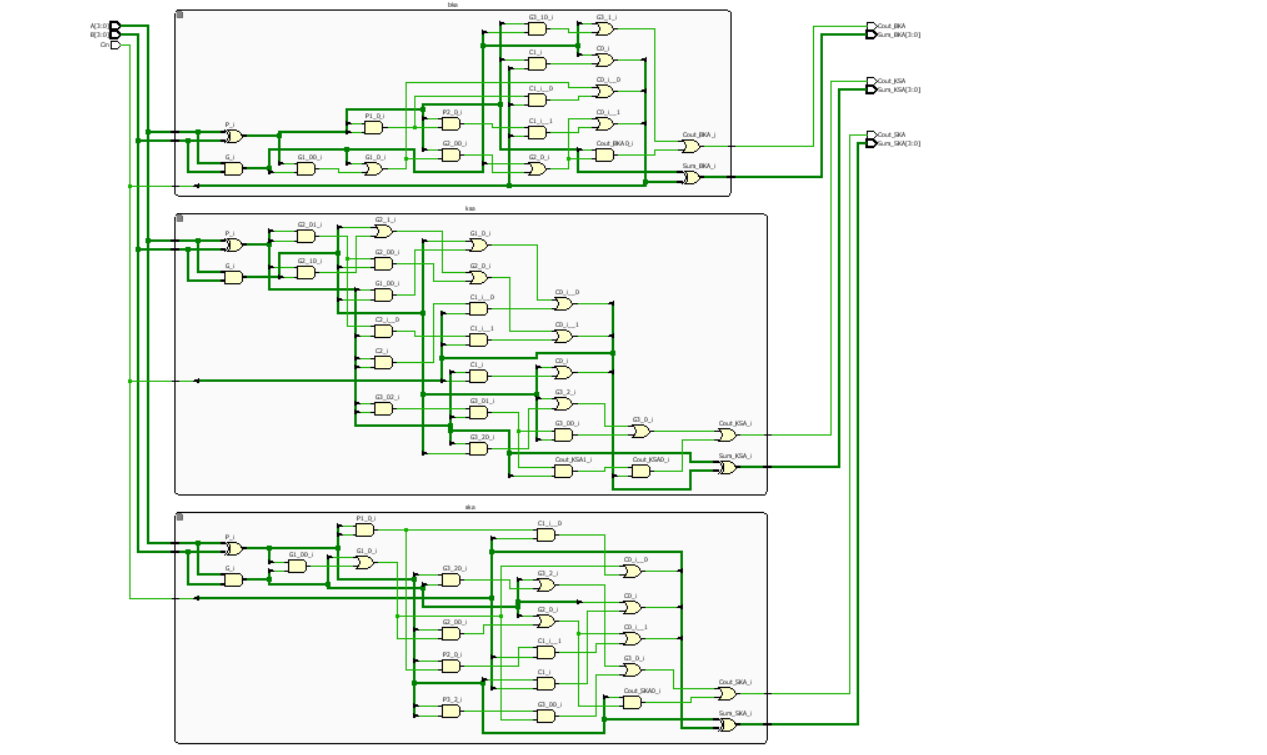 bka
A[3:0]
B[3:0]
Cin
G3_10_i
G3_1_i
Cout_BKA
Sum_BKA[3:0]
C1_i
C0_i
C1_i__0
C0_i__0
Cout_KSA
Sum_KSA[3:0]
P_i
P1_0_i
P2_0_i
C1_i__1
C0_i__1
Cout_BKA_i
Cout_SKA
Sum_SKA[3:0]
G_i
G1_00_i
G1_0_i
G2_00_i
G2_0_i
Cout_BKA0_i
Sum_BKA_i
ksa
P_i
G2_01_i
G2_1_i
G1_0_i
G_i
G2_10_i
G2_00_i
G2_0_i
G1_00_i
C1_i__0
C0_i__0
C2_i__0
C1_i__1
C0_i__1
C2_i
C1_i
C0_i
G3_02_i
G3_01_i
G3_2_i
G3_00_i
G3_0_i
Cout_KSA_i
G3_20_i
Cout_KSA1_i
Cout_KSA0_i
Sum_KSA_i
ska
P_i
P1_0_i
C1_i__0
G_i
G1_00_i
G1_0_i
G3_20_i
G3_2_i
C0_i__0
G2_00_i
G2_0_i
C0_i
P2_0_i
C1_i__1
C0_i__1
C1_i
G3_0_i
P3_2_i
G3_00_i
Cout_SKA0_i
Cout_SKA_i
Sum_SKA_i